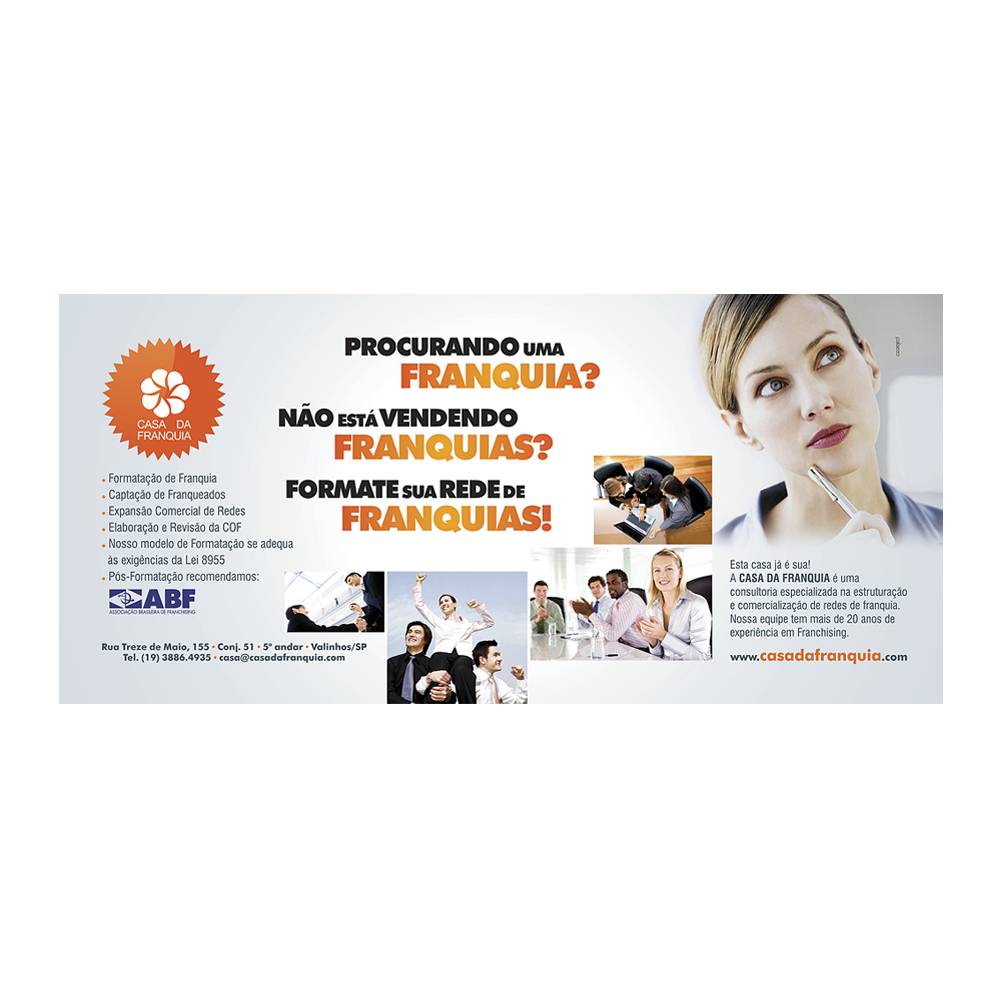 CASA DA
FRANQUIA
• Formatação de Franquia
• Captação de Franqueados
• Expansão Comercial de Redes
• Elaboração e Revisão da COF
• Nosso modelo de Formatação se adequa
às exigências da Lei 8955
• Pós-Formatação recomendamos:
ABF
ASSOCIAÇÃO BRASILEIRA DE FRANCHISING
Rua Treze de Maio, 155 • Conj. 51 • 5º andar • Valinhos/SP
Tel. (19) 3886.4935 • casa@casadafranquia.com
PROCURANDO UMA
FRANQUIA?
NÃO ESTÁ VENDENDO
FRANQUIAS?
FORMATE SUA REDE DE
FRANQUIAS!
Esta casa já é sua!
A CASA DA FRANQUIA é uma
consultoria especializada na estruturação
e comercialização de redes de franquia.
Nossa equipe tem mais de 20 anos de
experiência em Franchising.
www.casadafranquia.com